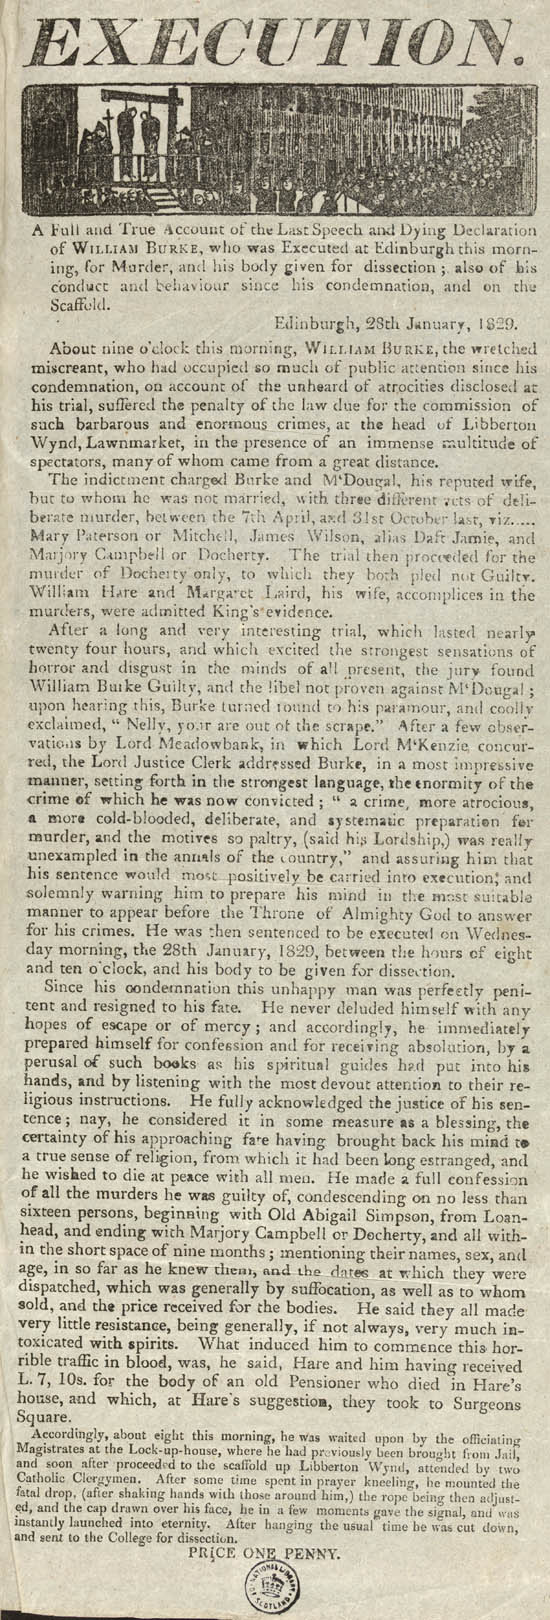 EXECUTION.
A Full and True Account of the Last Speech and Dying Declaration
of WILLIAM BURKE, who was Executed at Edinburgh this morn-
ing, for Murder, and his body given for dissection; also of his
conduct and behaviour since his condemnation, and on the
Scaffold.
Edinburgh, 28th January, 1829.
About nine o'clock this morning, WILLIAM BURKE, the wretched
miscreant, who had occupied so much of public attention since his
condemnation, on account of the unheard of atrocities disclosed at
his trial, suffered the penalty of the law due for the commission of
such barbarous and enormous crimes, at the head of Libberton
Wynd, Lawnmarket, in the presence of an immense multitude of
spectators, many of whom came from a great distance.
The indictment charged Burke and M'Dougal, his reputed wife,
but to whom he was not married, with three different acts of deli-
berate murder, between the 7th April, and 31st October last, viz.....
Mary Paterson or Mitchell, James Wilson, alias Daft Jamie, and
Marjory Campbell or Docherty. The trial then proceeded for the
murder of Docherty only, to which they both pled not Guilty.
William Hare and Margaret Laird, his wife, accomplices in the
murders, were admitted King's evidence.
After a long and very interesting trial, which lasted nearly
twenty four hours, and which excited the strongest sensations of
horror and disgust in the minds of all present, the jury found
William Burke Guilty, and the libel not proven against M'Dougal;
upon hearing this, Burke turned round to his paramour, and coolly
exclaimed, "Nelly, your are out of the scrape." After a few obser-
vations by Lord Meadowbank, in which Lord M'Kenzie concur-
red, the Lord Justice Clerk addressed Burke, in a most impressive
manner, setting forth in the strongest language, the enormity of the
crime of which he was now convicted; "a crime, more atrocious,
a more cold-blooded, deliberate, and systematic preparation for
murder, and the motives so paltry, (said his Lordship,) was really
unexampled in the annals of the country," and assuring him that
his sentence would most positively be carried into execution, and
solemnly warning him to prepare his mind in the most suitable
manner to appear before the Throne of Almighty God to answer
for his crimes. He was then sentenced to be executed on Wednes-
day morning, the 28th January, 1829, between the hours of eight
and ten o'clock, and his body to be given for dissection.
Since his condemnation this unhappy man was perfectly peni-
tent and resigned to his fate. He never deluded himself with any
hopes of escape or of mercy; and accordingly, he immediately
prepared himself for confession and for receiving absolution, by a
perusal of such books as his spiritual guides had put into his
hands, and by listening with the most devout attention to their re-
ligious instructions. He fully acknowledged the justice of his sen-
tence; nay, he considered it in some measure as a blessing, the
certainty of his approaching fate having brought back his mind to
a true sense of religion, from which it had been long estranged, and
he wished to die at peace with all men. He made a full confession
of all the murders he was guilty of, condescending on no less than
sixteen persons, beginning with Old Abigail Simpson, from Loan-
head, and ending with Marjory Campbell or Docherty, and all with-
in the short space of nine months; mentioning their names, sex, and
age, in so far as he knew them, and the dates at which they were
dispatched, which was generally by suffocation, as well as to whom
sold, and the price received for the bodies. He said they all made
very little resistance, being generally, if not always, very much in-
toxicated with spirits. What induced him to commence this hor-
rible traffic in blood, was, he said, Hare and him having received
L. 7, 10s. for the body of an old Pensioner who died in Hare's
house, and which, at Hare's suggestion, they took to Surgeons
Square.
Accordingly, about eight this morning, he was waited upon by the officiating
Magistrates at the Lock-up-house, where he had previously been brought from Jail,
and soon after proceeded to the scaffold up Libberton Wynd, attended by two
Catholic Clergymen. After some time spent in prayer kneeling, he mounted the
fatal drop, (after shaking hands with those around him,) the rope being then adjust-
ed, and the cap drawn over his face, he in a few moments gave the signal, and was
instantly launched into eternity. After hanging the usual time he was cut down,
and sent to the College for dissection.
PRICE ONE PENNY.
NATIONAL LIBRARY
SCOTLAND